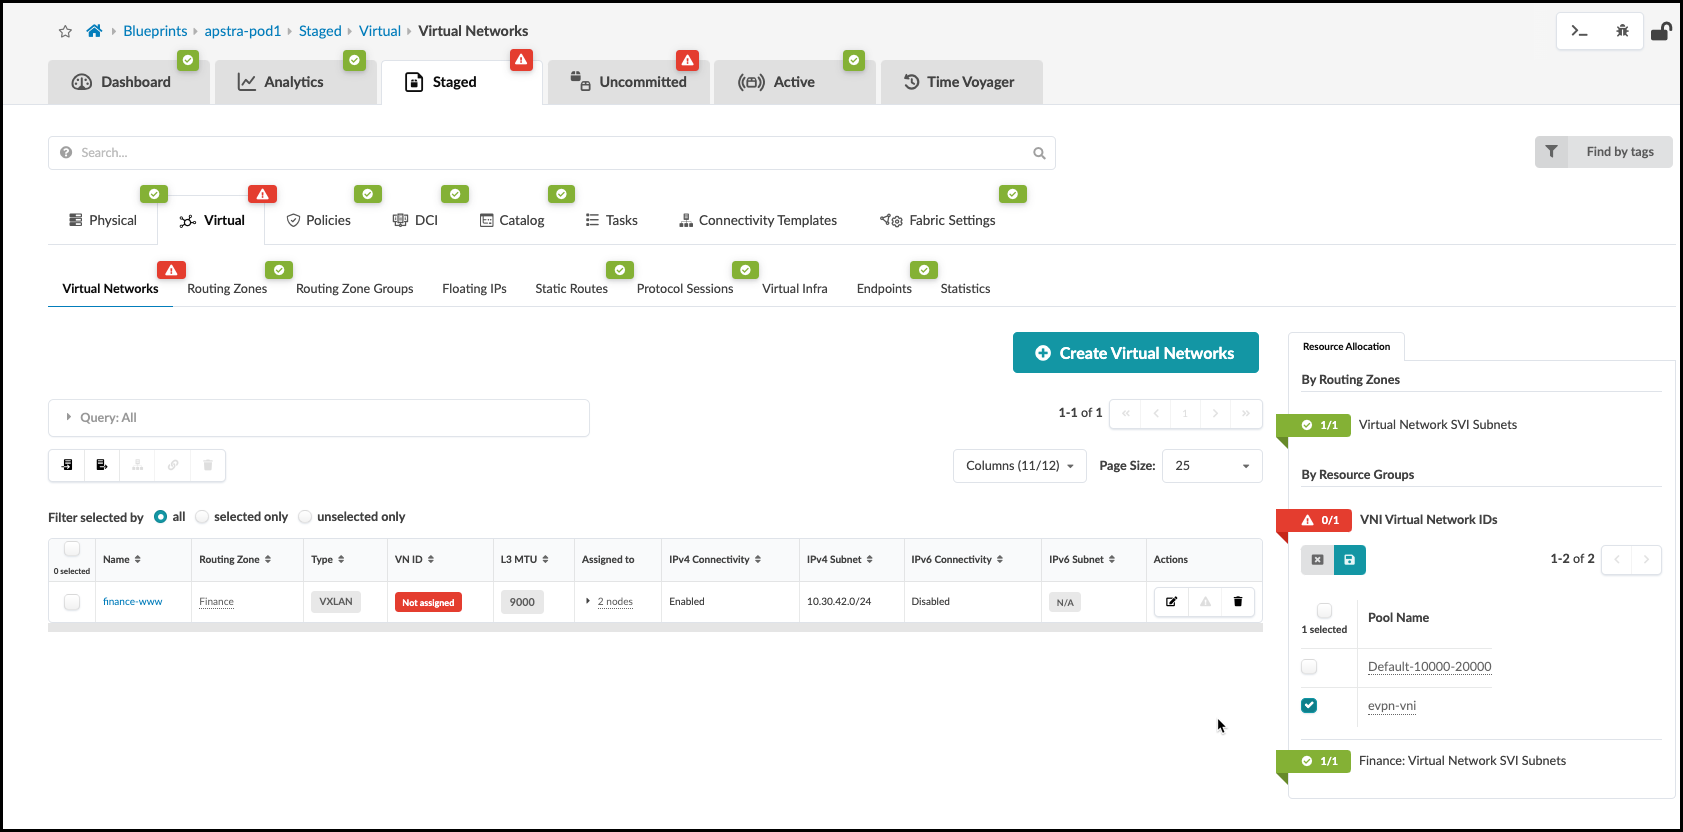 Blueprints apstra-pod1 Staged Virtual Virtual Networks
Dashboard Analytics Staged Uncommitted Active Time Voyager
Search... Find by tags
Physical Virtual Policies DCI Catalog Tasks Connectivity Templates Fabric Settings
Virtual Networks Routing Zones Routing Zone Groups Floating IPs Static Routes Protocol Sessions Virtual Infra Endpoints Statistics
Create Virtual Networks
Query: All
1-1 of 1 « ‹ 1 › »
Columns (11/12) Page Size: 25
Filter selected by all selected only unselected only
0 selected Name Routing Zone Type VN ID L3 MTU Assigned to IPv4 Connectivity IPv4 Subnet IPv6 Connectivity IPv6 Subnet Actions
finance-www Finance VXLAN Not assigned 9000 2 nodes Enabled 10.30.42.0/24 Disabled N/A
Resource Allocation
By Routing Zones
1/1 Virtual Network SVI Subnets
By Resource Groups
0/1 VNI Virtual Network IDs
1-2 of 2 ‹ ›
1 selected Pool Name
Default-10000-20000
evpn-vni
1/1 Finance: Virtual Network SVI Subnets